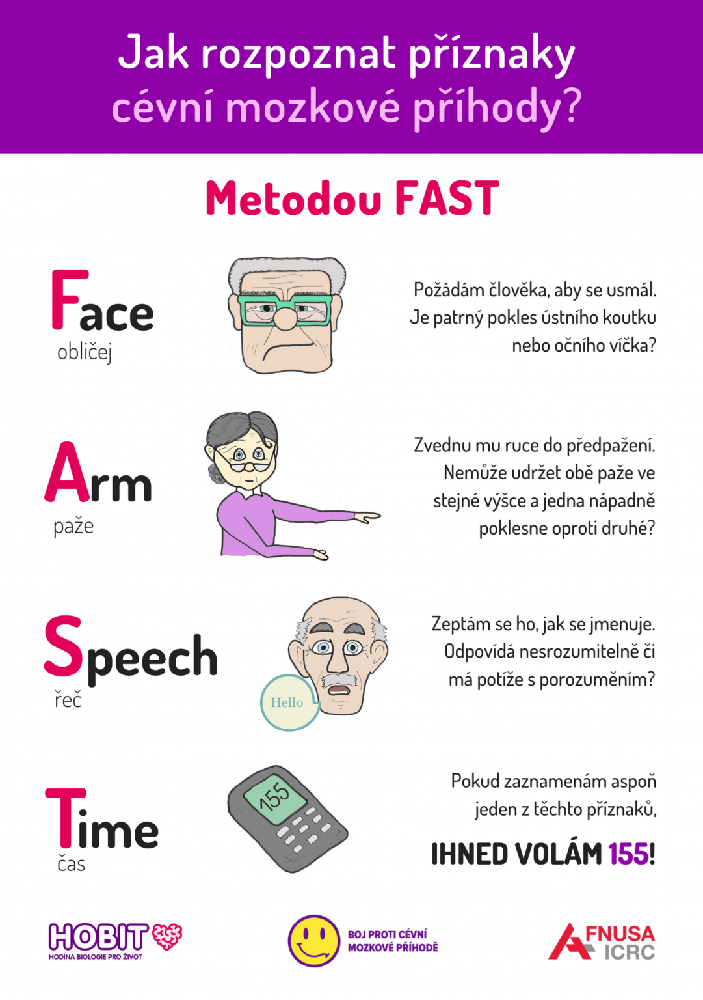 Jak rozpoznat příznaky
cévní mozkové příhody?
Metodou FAST
Face
obličej
Požádám člověka, aby se usmál.
Je patrný pokles ústního koutku
nebo očního víčka?
Arm
paže
Zvednu mu ruce do předpažení.
Nemůže udržet obě paže ve
stejné výšce a jedna nápadně
poklesne oproti druhé?
Speech
řeč
Hello
Zeptám se ho, jak se jmenuje.
Odpovídá nesrozumitelně či
má potíže s porozuměním?
Time
čas
155
Pokud zaznamenám aspoň
jeden z těchto příznaků,
IHNED VOLÁM 155!
HOBIT
HODINA BIOLOGIE PRO ŽIVOT
BOJ PROTI CÉVNÍ
MOZKOVÉ PŘÍHODĚ
FNUSA
ICRC